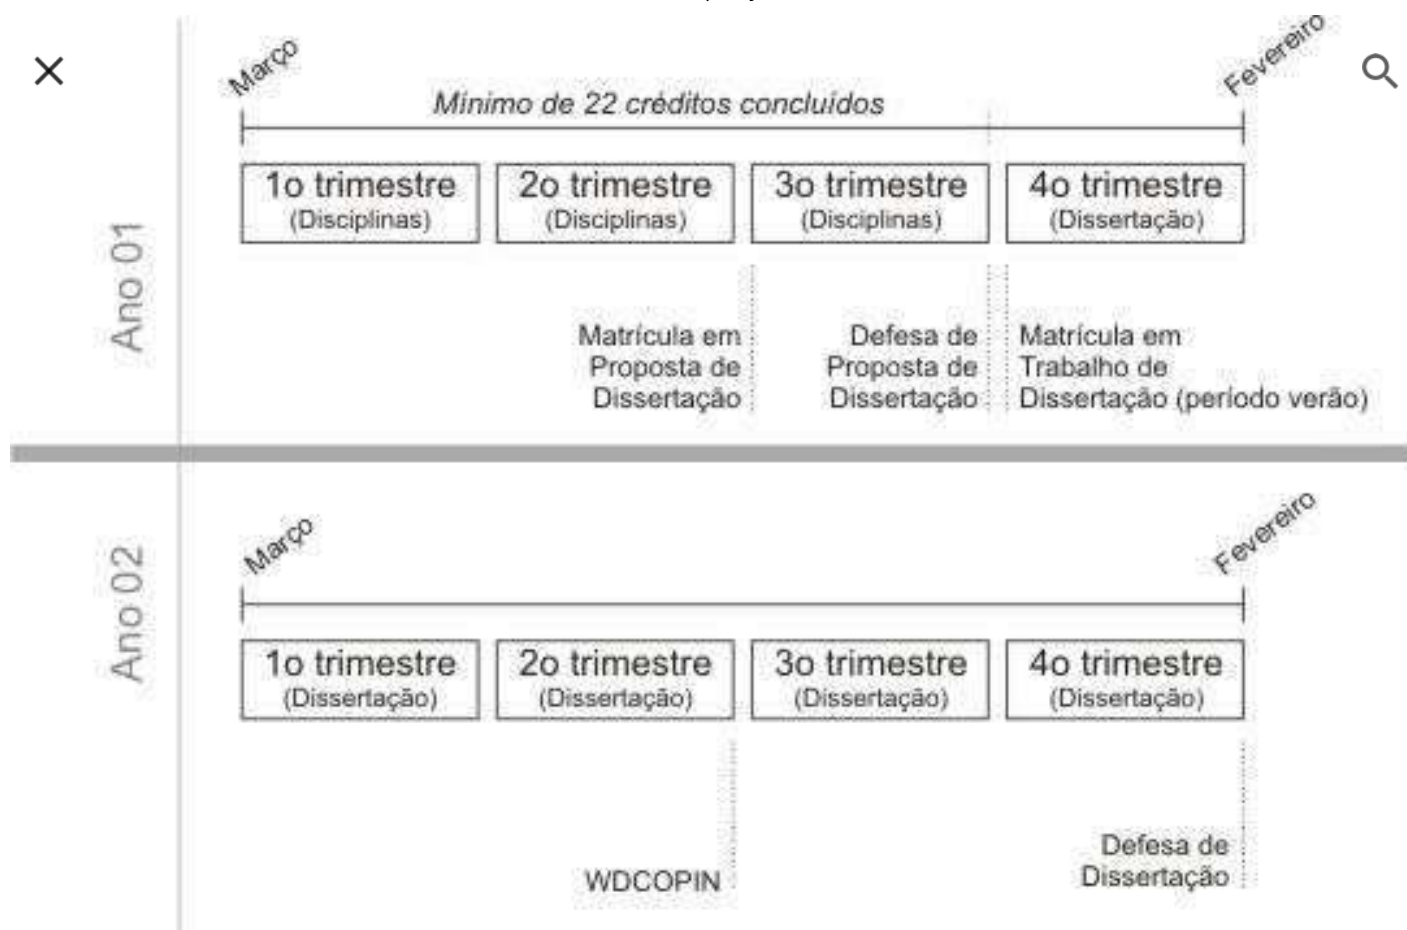 Março
Fevereiro
Mínimo de 22 créditos concluídos
Ano 01
1o trimestre
(Disciplinas)
2o trimestre
(Disciplinas)
3o trimestre
(Disciplinas)
4o trimestre
(Dissertação)
Matrícula em
Proposta de
Dissertação
Defesa de
Proposta de
Dissertação
Matrícula em
Trabalho de
Dissertação (período verão)
Março
Fevereiro
Ano 02
1o trimestre
(Dissertação)
2o trimestre
(Dissertação)
3o trimestre
(Dissertação)
4o trimestre
(Dissertação)
WDCOPIN
Defesa de
Dissertação